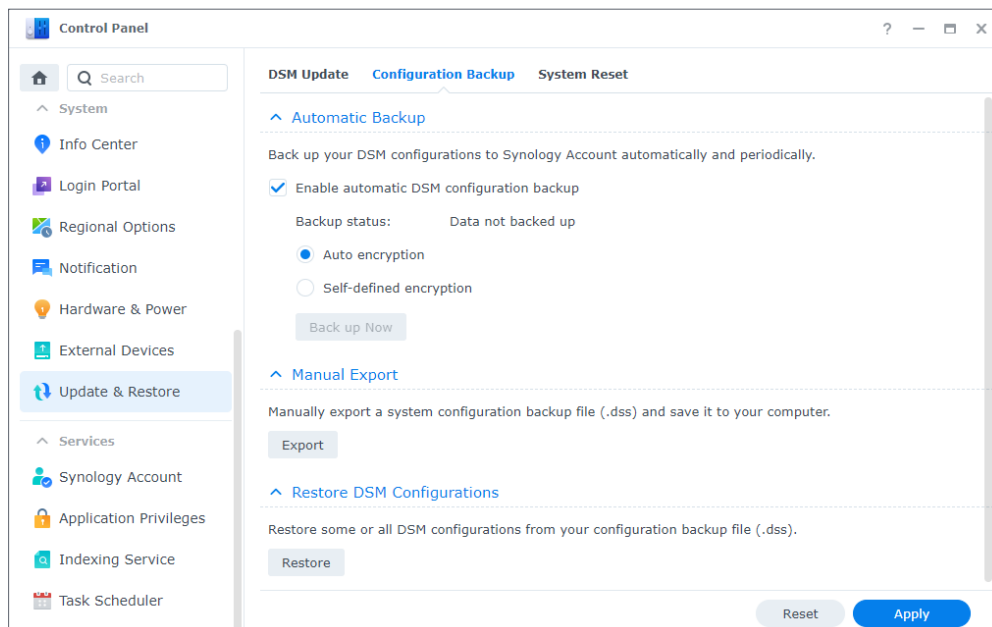 Control Panel
?
Search
System
Info Center
Login Portal
Regional Options
Notification
Hardware & Power
External Devices
Update & Restore
Services
Synology Account
Application Privileges
Indexing Service
Task Scheduler
DSM Update Configuration Backup System Reset
Automatic Backup
Back up your DSM configurations to Synology Account automatically and periodically.
Enable automatic DSM configuration backup
Backup status: Data not backed up
Auto encryption
Self-defined encryption
Back up Now
Manual Export
Manually export a system configuration backup file (.dss) and save it to your computer.
Export
Restore DSM Configurations
Restore some or all DSM configurations from your configuration backup file (.dss).
Restore
Reset Apply